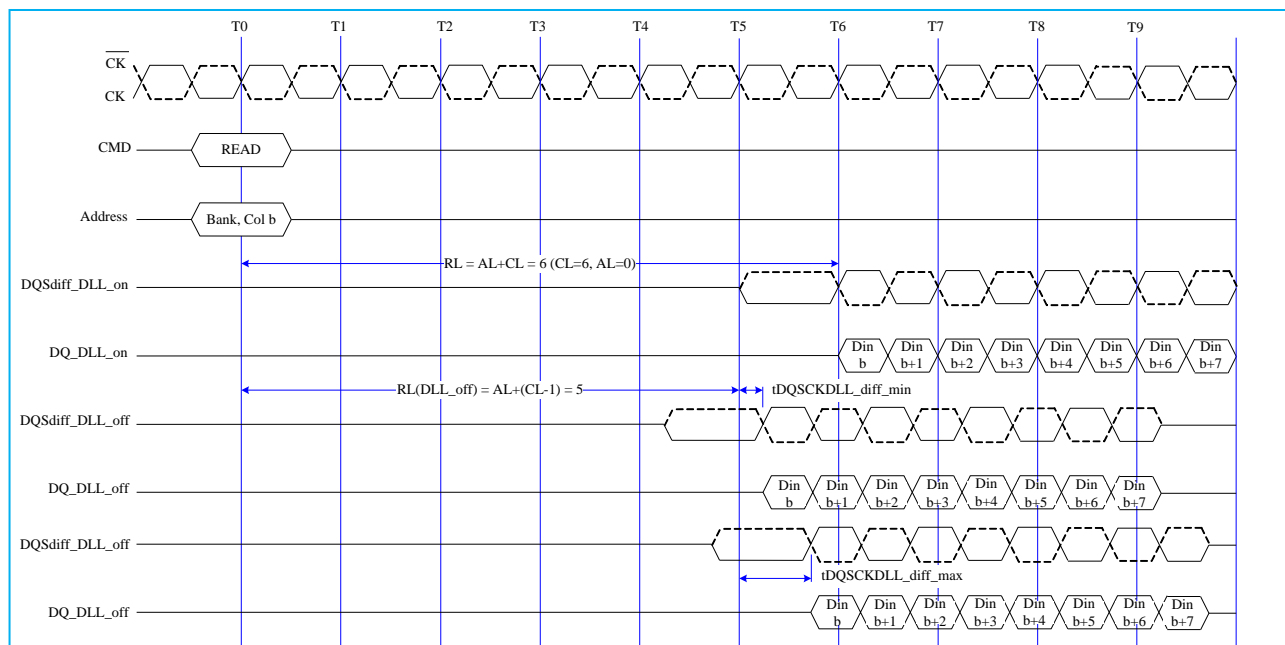 T0 T1 T2 T3 T4 T5 T6 T7 T8 T9
CK
CK
CMD READ
Address Bank, Col b
RL = AL+CL = 6 (CL=6, AL=0)
DQSdiff_DLL_on
DQ_DLL_on Din b Din b+1 Din b+2 Din b+3 Din b+4 Din b+5 Din b+6 Din b+7
RL(DLL_off) = AL+(CL-1) = 5 tDQSCKDLL_diff_min
DQSdiff_DLL_off
DQ_DLL_off Din b Din b+1 Din b+2 Din b+3 Din b+4 Din b+5 Din b+6 Din b+7
DQSdiff_DLL_off
tDQSCKDLL_diff_max
DQ_DLL_off Din b Din b+1 Din b+2 Din b+3 Din b+4 Din b+5 Din b+6 Din b+7